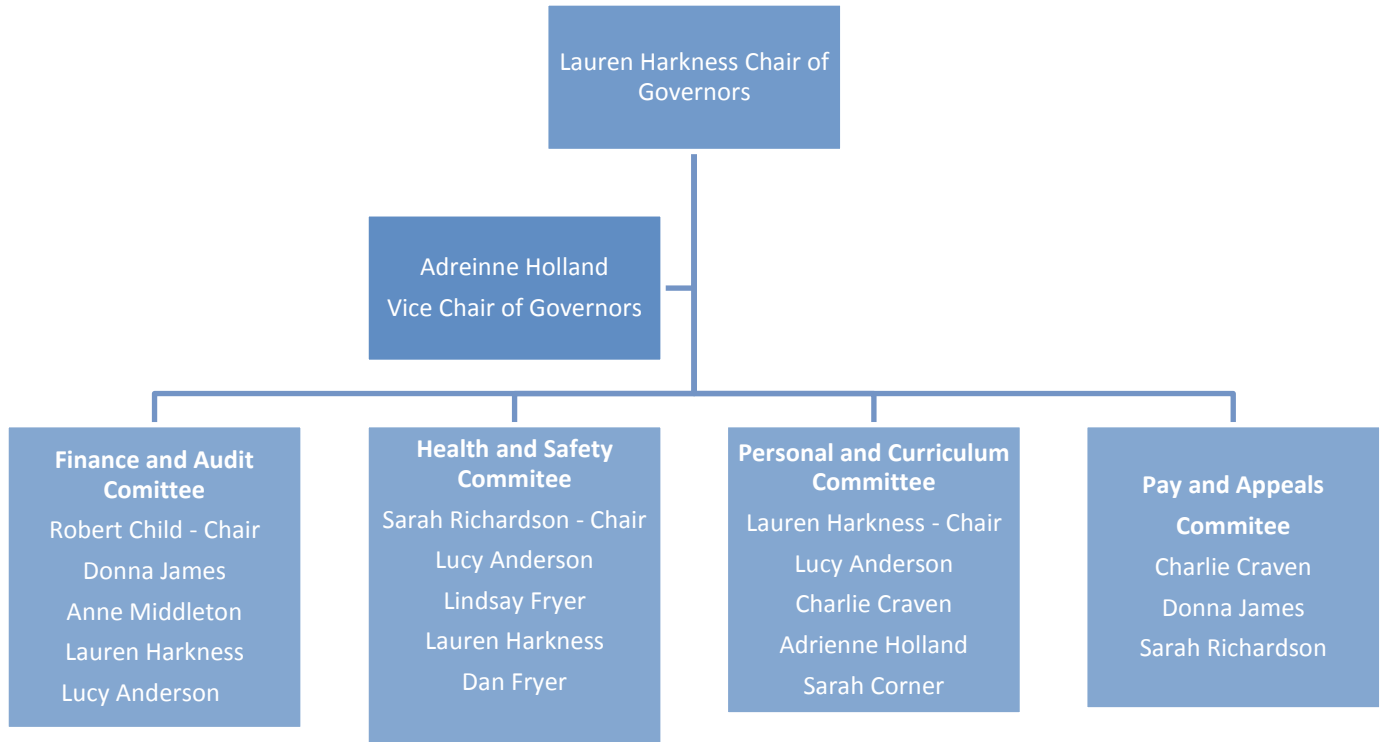 Lauren Harkness Chair of
Governors
Adreinne Holland
Vice Chair of Governors
Finance and Audit
Comittee
Robert Child - Chair
Donna James
Anne Middleton
Lauren Harkness
Lucy Anderson
Health and Safety
Commitee
Sarah Richardson - Chair
Lucy Anderson
Lindsay Fryer
Lauren Harkness
Dan Fryer
Personal and Curriculum
Committee
Lauren Harkness - Chair
Lucy Anderson
Charlie Craven
Adrienne Holland
Sarah Corner
Pay and Appeals
Commitee
Charlie Craven
Donna James
Sarah Richardson